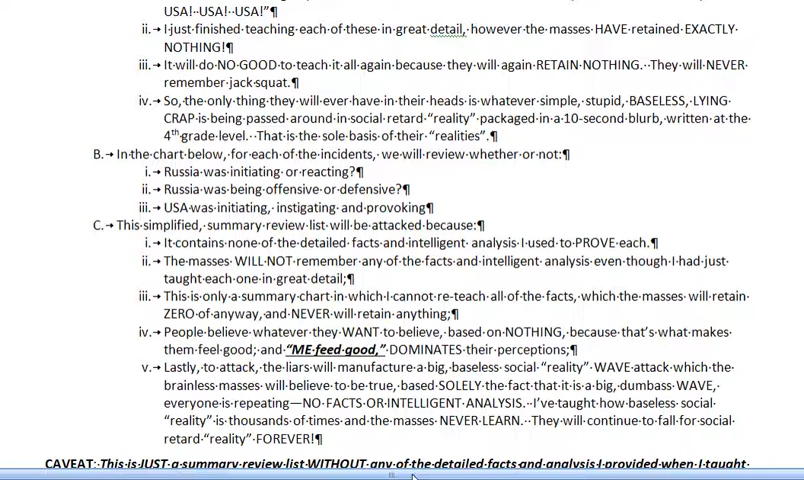 USA! USA! USA!”¶
ii. I just finished teaching each of these in great detail, however the masses HAVE retained EXACTLY
NOTHING!¶
iii. It will do NO GOOD to teach it all again because they will again RETAIN NOTHING. They will NEVER
remember jack squat.¶
iv. So, the only thing they will ever have in their heads is whatever simple, stupid, BASELESS, LYING
CRAP is being passed around in social retard “reality” packaged in a 10-second blurb, written at the
4th grade level. That is the sole basis of their “realities”.¶
B. In the chart below, for each of the incidents, we will review whether or not:¶
i. Russia was initiating or reacting?¶
ii. Russia was being offensive or defensive?¶
iii. USA was initiating, instigating and provoking¶
C. This simplified, summary review list will be attacked because:¶
i. It contains none of the detailed facts and intelligent analysis I used to PROVE each.¶
ii. The masses WILL NOT remember any of the facts and intelligent analysis even though I had just
taught each one in great detail;¶
iii. This is only a summary chart in which I cannot re-teach all of the facts, which the masses will retain
ZERO of anyway, and NEVER will retain anything;¶
iv. People believe whatever they WANT to believe, based on NOTHING, because that’s what makes
them feel good; and “ME feed good,” DOMINATES their perceptions;¶
v. Lastly, to attack, the liars will manufacture a big, baseless social “reality” WAVE attack which the
brainless masses will believe to be true, based SOLELY the fact that it is a big, dumbass WAVE,
everyone is repeating—NO FACTS OR INTELLIGENT ANALYSIS. I’ve taught how baseless social
“reality” is thousands of times and the masses NEVER LEARN. They will continue to fall for social
retard “reality” FOREVER!¶
CAVEAT: This is JUST a summary review list WITHOUT any of the detailed facts and analysis I provided when I taught